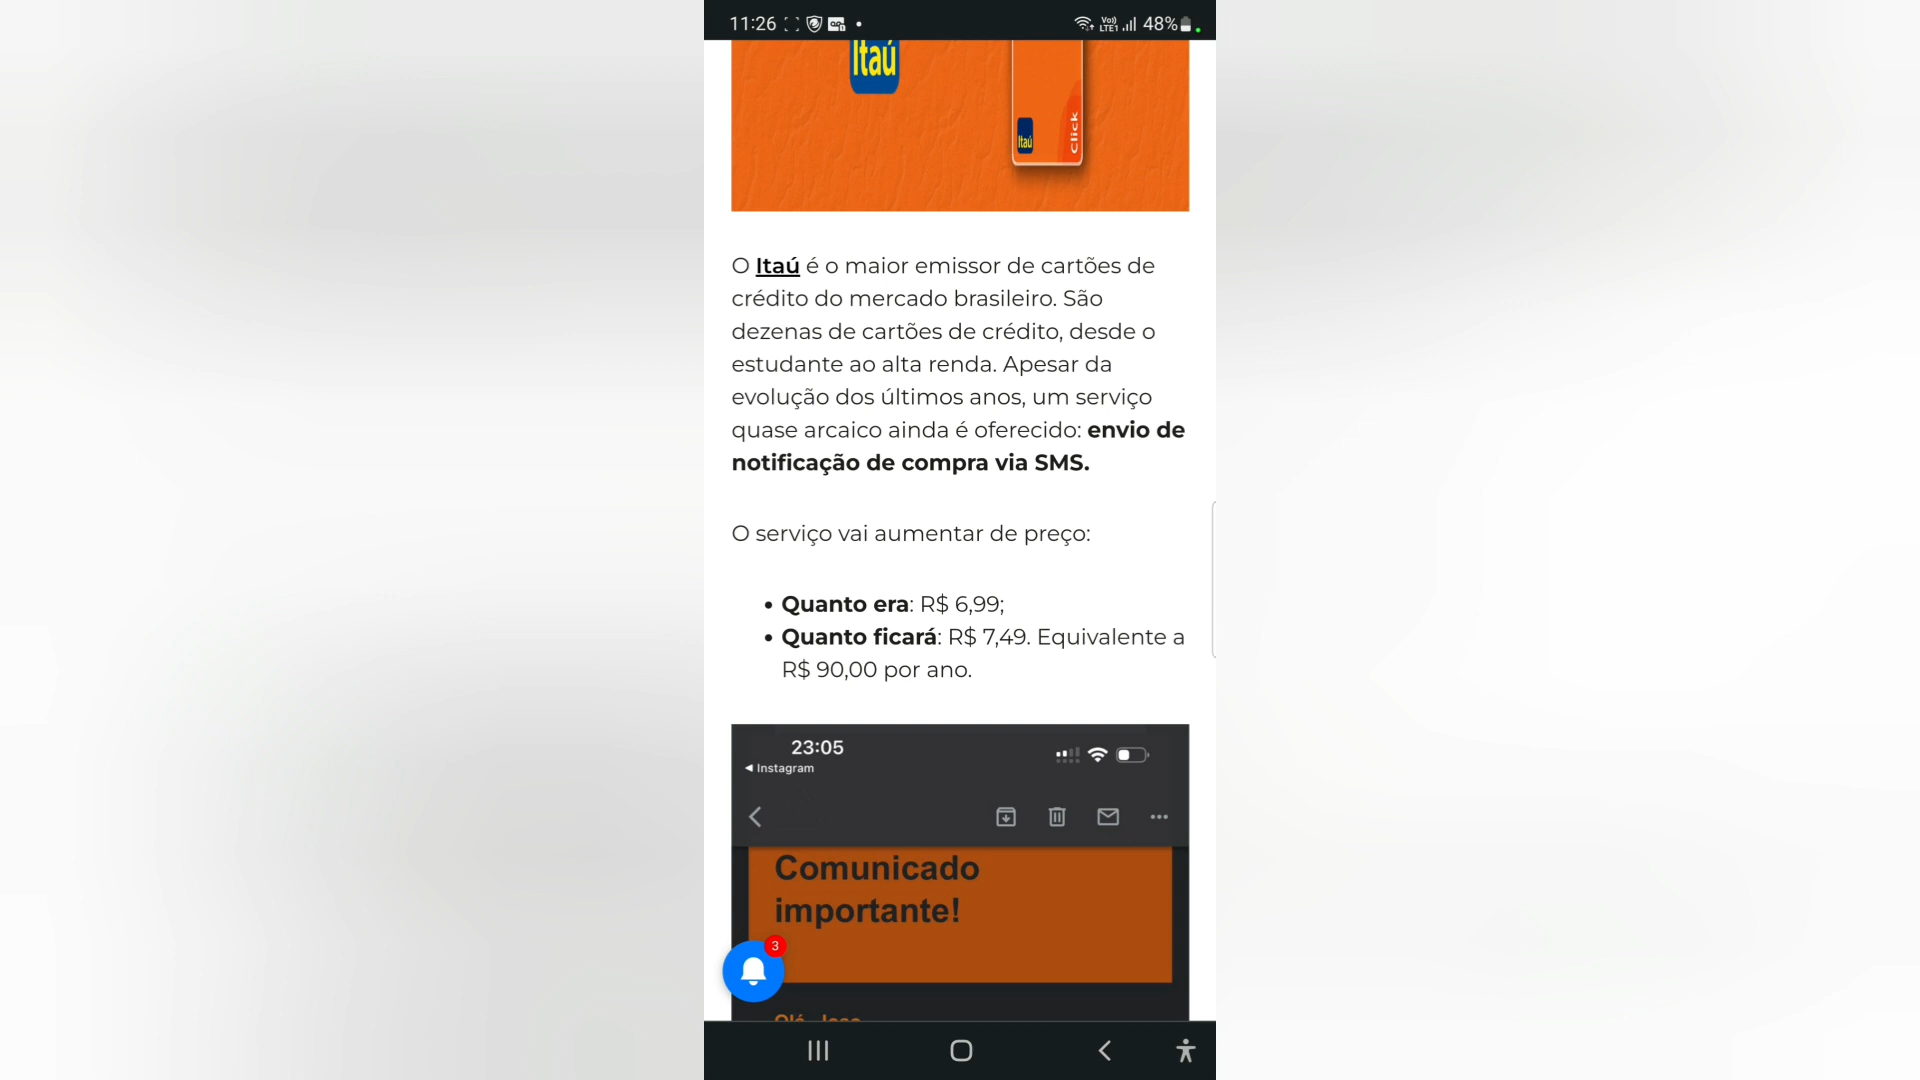 11:26
Vo))
LTE1
48%
Itaú
Itaú
Click
O Itaú é o maior emissor de cartões de
crédito do mercado brasileiro. São
dezenas de cartões de crédito, desde o
estudante ao alta renda. Apesar da
evolução dos últimos anos, um serviço
quase arcaico ainda é oferecido: envio de
notificação de compra via SMS.
O serviço vai aumentar de preço:
• Quanto era: R$ 6,99;
• Quanto ficará: R$ 7,49. Equivalente a
R$ 90,00 por ano.
23:05
Instagram
Comunicado
importante!
3